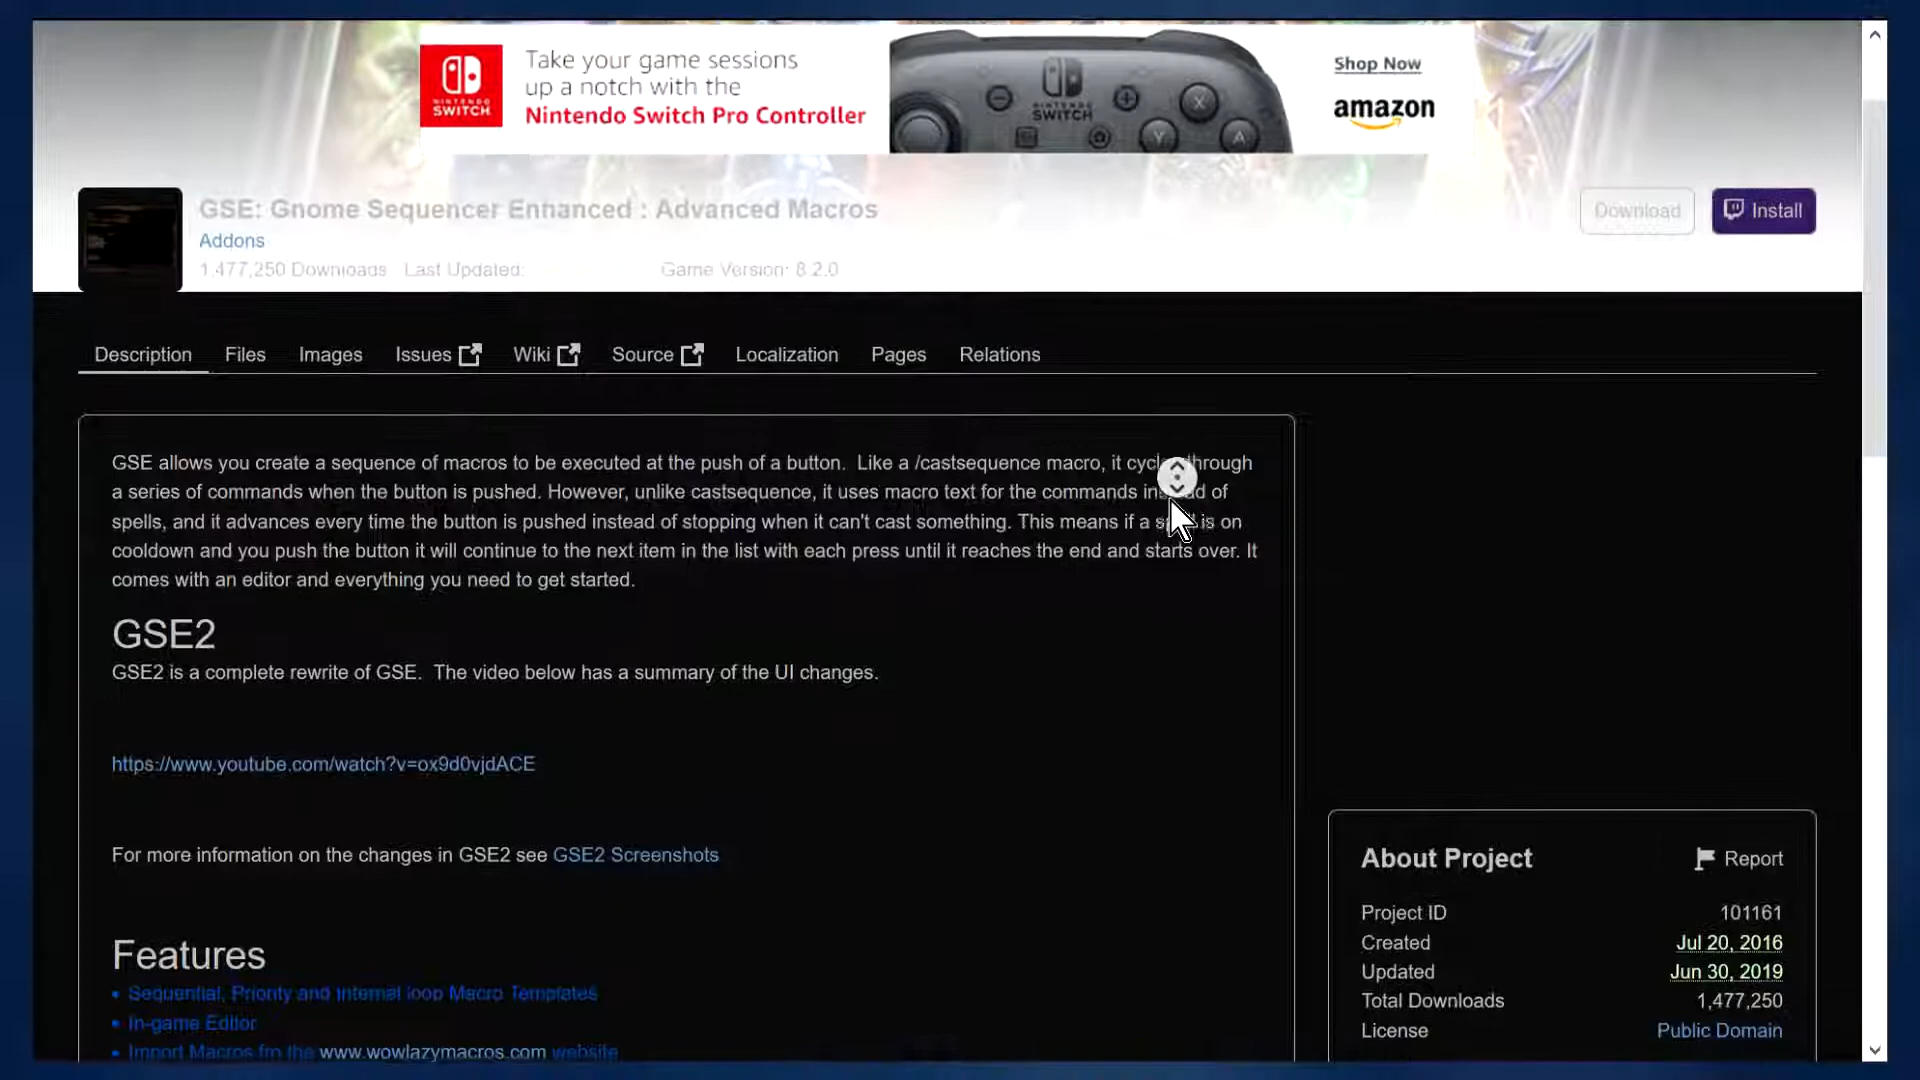 Take your game sessions
up a notch with the
Nintendo Switch Pro Controller
NINTENDO
SWITCH
NINTENDO
SWITCH
X
Y
A
Shop Now
amazon
GSE: Gnome Sequencer Enhanced : Advanced Macros
Addons
1,477,250 Downloads Last Updated: Game Version: 8.2.0
Download
Install
Description Files Images Issues Wiki Source Localization Pages Relations
GSE allows you create a sequence of macros to be executed at the push of a button. Like a /castsequence macro, it through
a series of commands when the button is pushed. However, unlike castsequence, it uses macro text for the commands of
spells, and it advances every time the button is pushed instead of stopping when it can't cast something. This means if a is on
cooldown and you push the button it will continue to the next item in the list with each press until it reaches the end and starts over. It
comes with an editor and everything you need to get started.
GSE2
GSE2 is a complete rewrite of GSE. The video below has a summary of the UI changes.
https://www.youtube.com/watch?v=ox9d0vjdACE
For more information on the changes in GSE2 see GSE2 Screenshots
Features
• Sequential, Priority and Internal loop Macro Templates
• In-game Editor
• Import Macros fro the www.wowlazymacros.com website
About Project
Report
Project ID 101161
Created Jul 20, 2016
Updated Jun 30, 2019
Total Downloads 1,477,250
License Public Domain